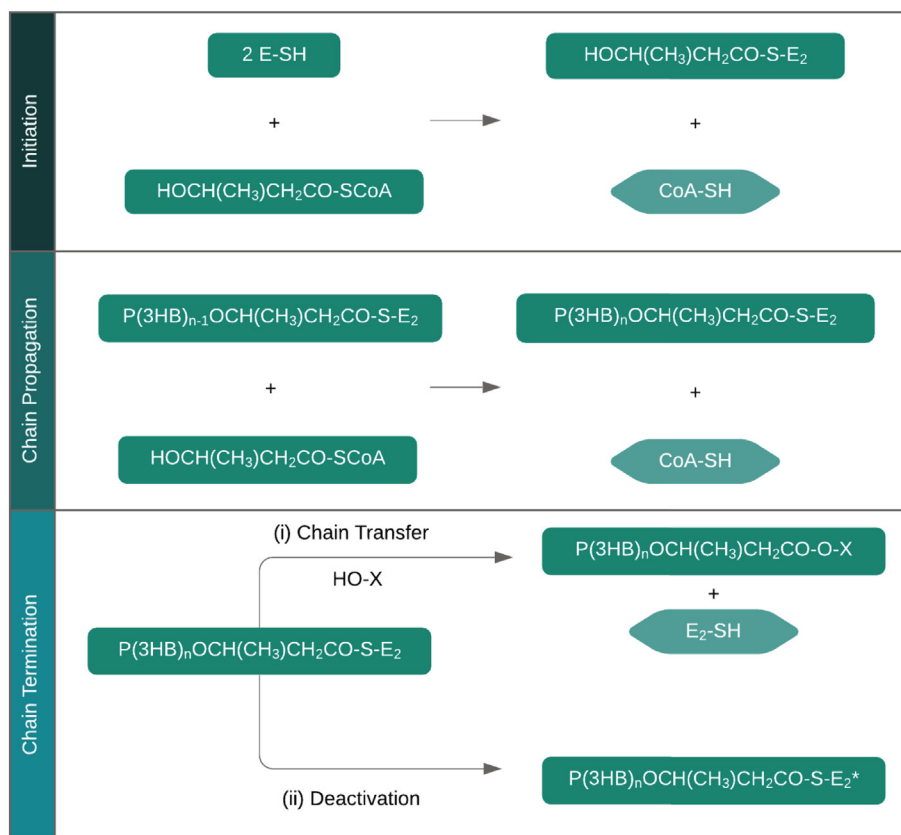 Initiation
2 E-SH
+
HOCH(CH₃)CH₂CO-SCoA
HOCH(CH₃)CH₂CO-S-E₂
+
CoA-SH
Chain Propagation
P(3HB)ₙ₋₁OCH(CH₃)CH₂CO-S-E₂
+
HOCH(CH₃)CH₂CO-SCoA
P(3HB)ₙOCH(CH₃)CH₂CO-S-E₂
+
CoA-SH
Chain Termination
P(3HB)ₙOCH(CH₃)CH₂CO-S-E₂
(i) Chain Transfer
HO-X
P(3HB)ₙOCH(CH₃)CH₂CO-O-X
+
E₂-SH
(ii) Deactivation
P(3HB)ₙOCH(CH₃)CH₂CO-S-E₂*